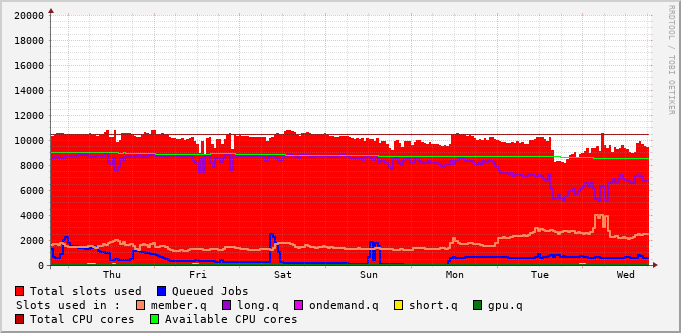 20000
18000
16000
14000
12000
10000
8000
6000
4000
2000
0
Thu Fri Sat Sun Mon Tue Wed
RRDTOOL / TOBI OETIKER
Total slots used Queued Jobs
Slots used in : member.q long.q ondemand.q short.q gpu.q
Total CPU cores Available CPU cores